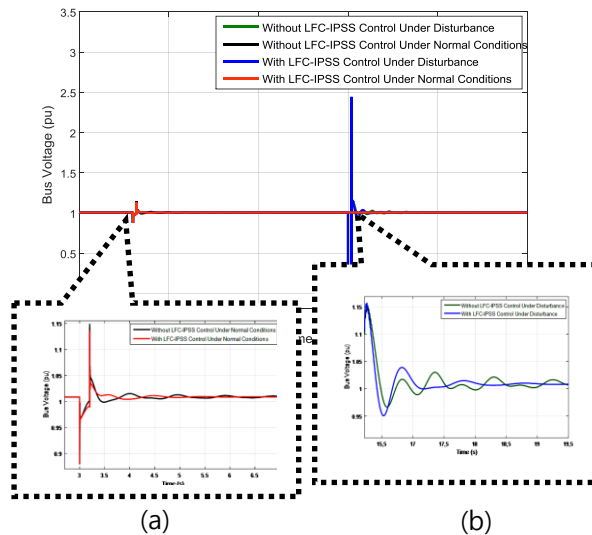 3.5
Without LFC-IPSS Control Under Disturbance
Without LFC-IPSS Control Under Normal Conditions
With LFC-IPSS Control Under Disturbance
With LFC-IPSS Control Under Normal Conditions
3
2.5
2
1.5
1
0.5
Bus Voltage (pu)
ne
1.15
1.1
1.05
1
0.95
0.9
Bus Voltage (pu)
Without LFC-IPSS Control Under Normal Conditions
With LFC-IPSS Control Under Normal Conditions
3 3.5 4 4.5 5 5.5 6 6.5
Time (s)
1.15
1.1
1.05
1
0.95
Bus Voltage (pu)
Without LFC-IPSS Control Under Disturbance
With LFC-IPSS Control Under Disturbance
15,5 16 17 17,5 18 18,5 19 19,5
Time (s)
(a) (b)